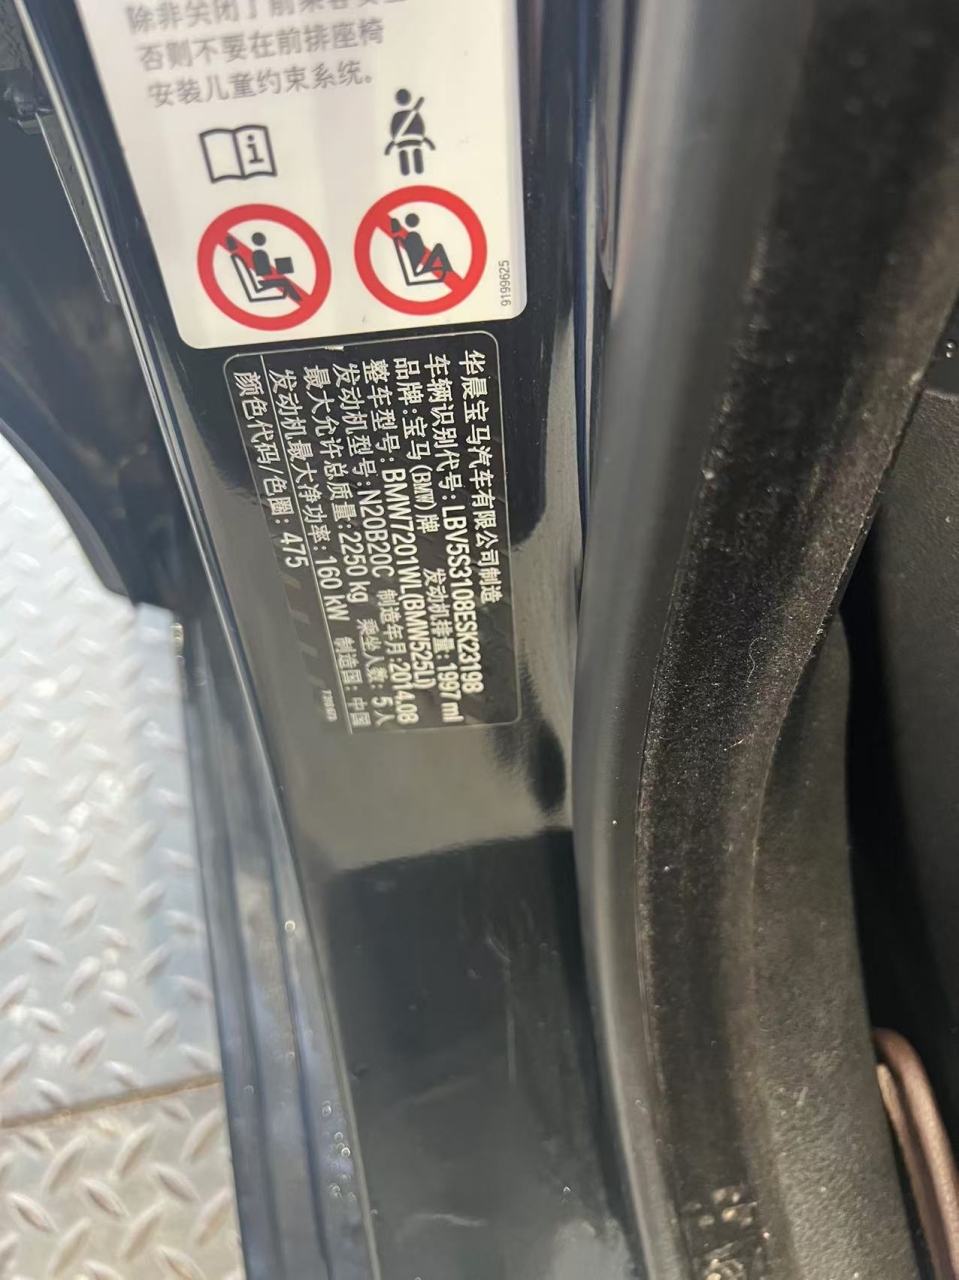 除非关闭了前乘客安全
否则不要在前排座椅
安装儿童约束系统。
9199625
华晨宝马汽车有限公司制造
车辆识别代号:LBV5S3108ESK23198
品牌:宝马(BMW)牌 发动机排量:1997 ml
整车型号:BMW7201WL(BMW525Li)
发动机型号:N20B20C 制造年月:2014.08
最大允许总质量:2250 kg 乘坐人数:5人
发动机最大净功率:160 kW 制造国:中国
颜色代码/色圈:475